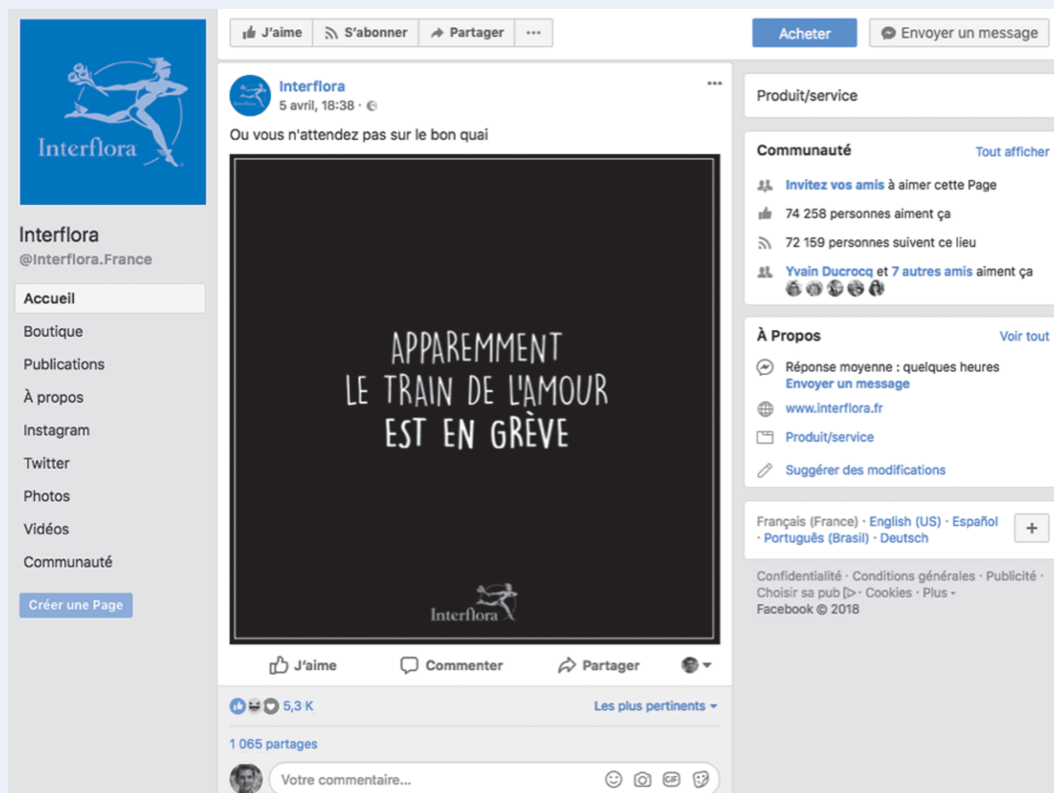 Interflora
Interflora
@Interflora.France
Accueil
Boutique
Publications
À propos
Instagram
Twitter
Photos
Vidéos
Communauté
Créer une Page
J'aime
S'abonner
Partager
Acheter
Envoyer un message
Interflora
5 avril, 18:38 ·
Ou vous n'attendez pas sur le bon quai
APPAREMMENT
LE TRAIN DE L'AMOUR
EST EN GRÈVE
Interflora
J'aime
Commenter
Partager
5,3 K
Les plus pertinents
1 065 partages
Votre commentaire...
GIF
Produit/service
Communauté
Tout afficher
Invitez vos amis à aimer cette Page
74 258 personnes aiment ça
72 159 personnes suivent ce lieu
Yvain Ducrocq et 7 autres amis aiment ça
À Propos
Voir tout
Réponse moyenne : quelques heures
Envoyer un message
www.interflora.fr
Produit/service
Suggérer des modifications
Français (France) · English (US) · Español
· Português (Brasil) · Deutsch
Confidentialité · Conditions générales · Publicité ·
Choisir sa pub · Cookies · Plus
Facebook © 2018